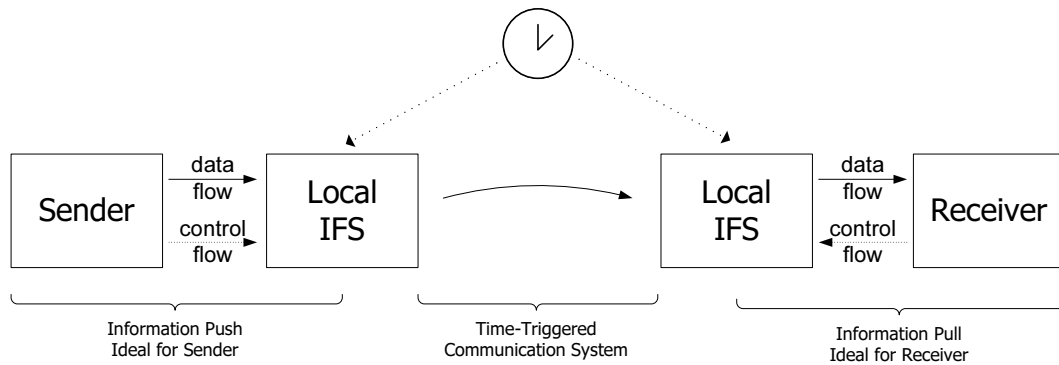 Sender
data
flow
control
flow
Local
IFS
Local
IFS
data
flow
control
flow
Receiver
Information Push
Ideal for Sender
Time-Triggered
Communication System
Information Pull
Ideal for Receiver